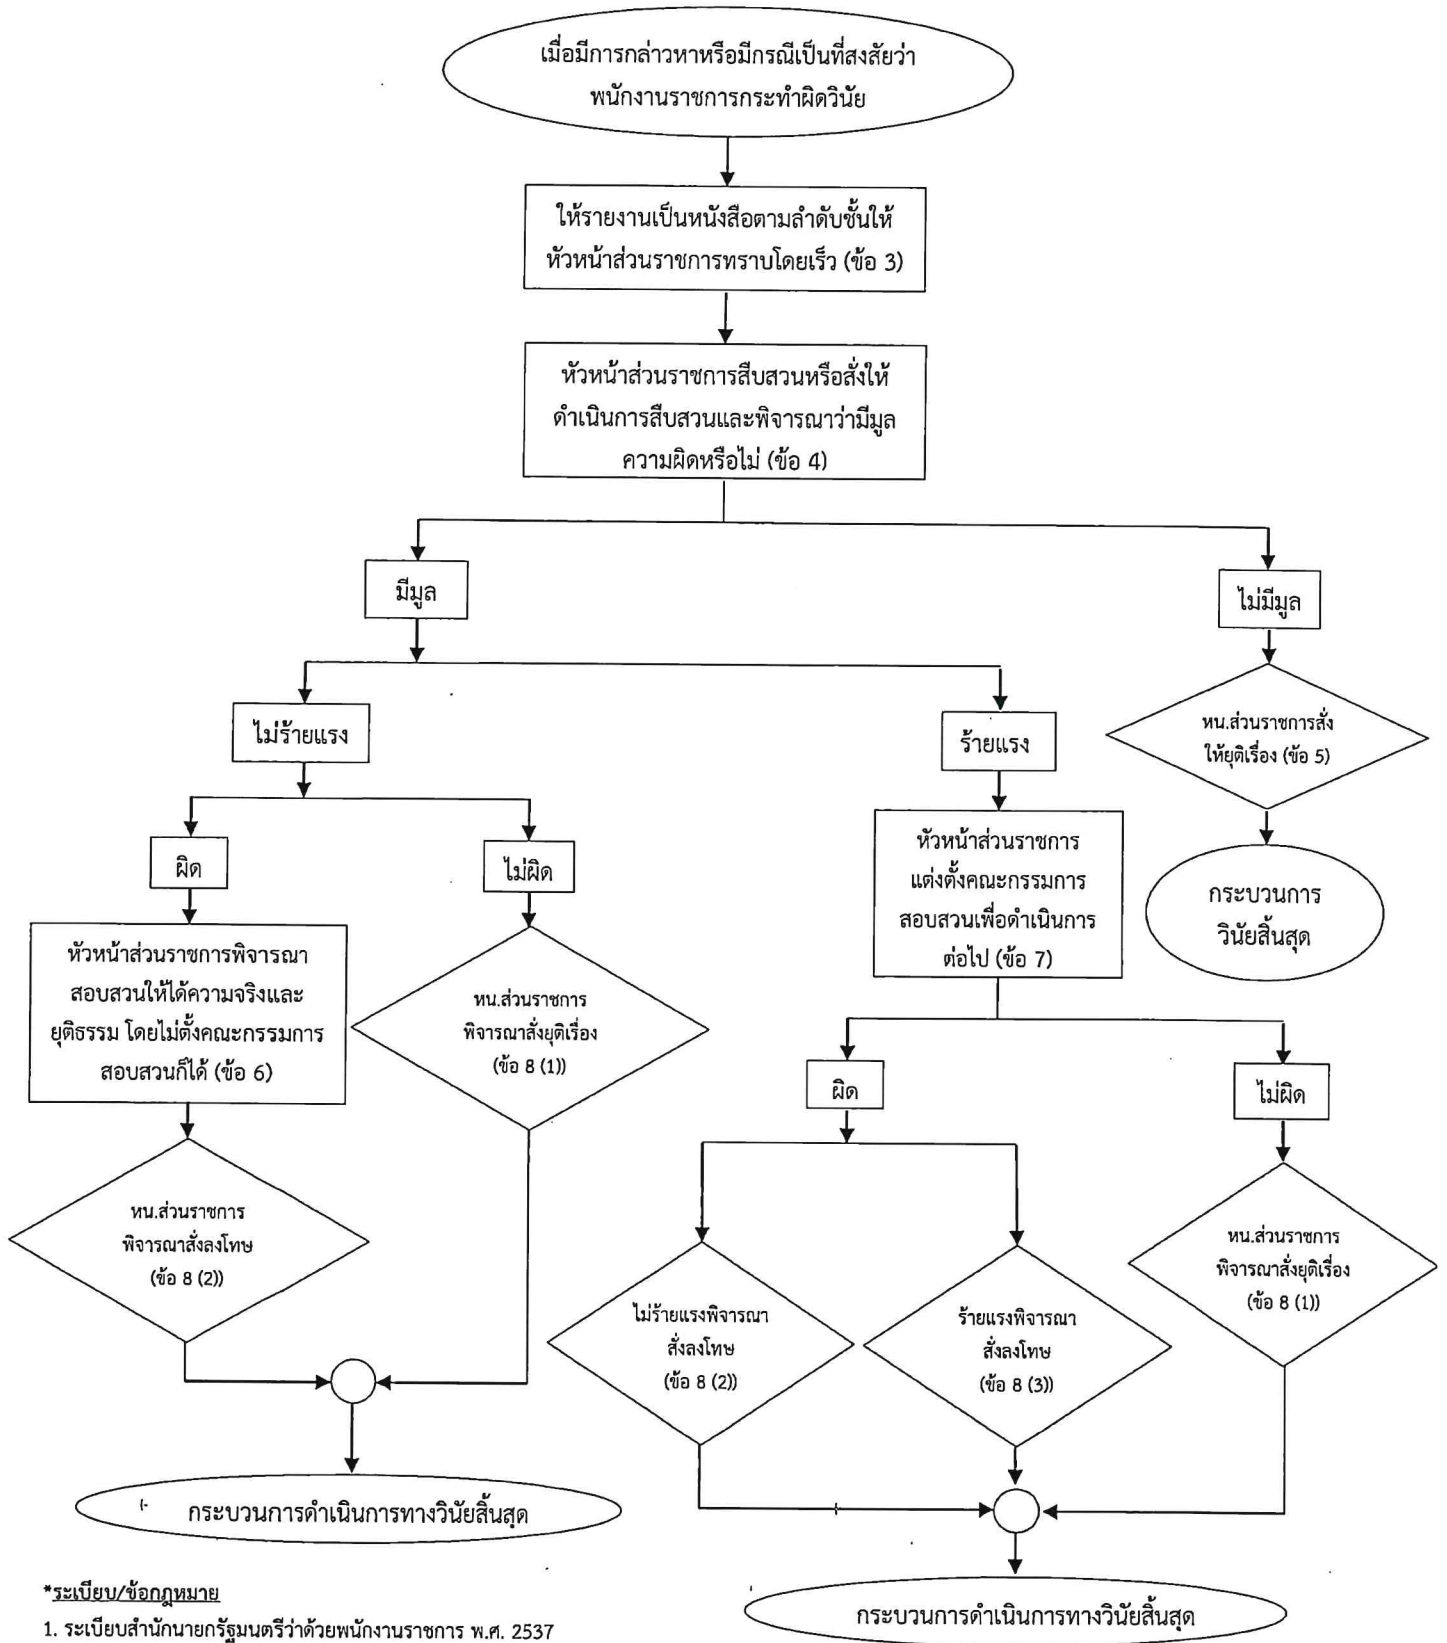 เมื่อมีการกล่าวหาหรือมีกรณีเป็นที่สงสัยว่า
พนักงานราชการกระทำผิดวินัย
ให้รายงานเป็นหนังสือตามลำดับชั้นให้
หัวหน้าส่วนราชการทราบโดยเร็ว (ข้อ 3)
หัวหน้าส่วนราชการสืบสวนหรือสั่งให้
ดำเนินการสืบสวนและพิจารณาว่ามีมูล
ความผิดหรือไม่ (ข้อ 4)
มีมูล
ไม่มีมูล
ไม่ร้ายแรง
ร้ายแรง
หน.ส่วนราชการสั่ง
ให้ยุติเรื่อง (ข้อ 5)
กระบวนการ
วินัยสิ้นสุด
ผิด
ไม่ผิด
หัวหน้าส่วนราชการพิจารณา
สอบสวนให้ได้ความจริงและ
ยุติธรรม โดยไม่ตั้งคณะกรรมการ
สอบสวนก็ได้ (ข้อ 6)
หน.ส่วนราชการ
พิจารณาสั่งยุติเรื่อง
(ข้อ 8 (1))
หัวหน้าส่วนราชการ
แต่งตั้งคณะกรรมการ
สอบสวนเพื่อดำเนินการ
ต่อไป (ข้อ 7)
ผิด
ไม่ผิด
หน.ส่วนราชการ
พิจารณาสั่งลงโทษ
(ข้อ 8 (2))
ไม่ร้ายแรงพิจารณา
สั่งลงโทษ
(ข้อ 8 (2))
ร้ายแรงพิจารณา
สั่งลงโทษ
(ข้อ 8 (3))
หน.ส่วนราชการ
พิจารณาสั่งยุติเรื่อง
(ข้อ 8 (1))
กระบวนการดำเนินการทางวินัยสิ้นสุด
กระบวนการดำเนินการทางวินัยสิ้นสุด
*ระเบียบ/ข้อกฎหมาย
1. ระเบียบสำนักนายกรัฐมนตรีว่าด้วยพนักงานราชการ พ.ศ. 2537